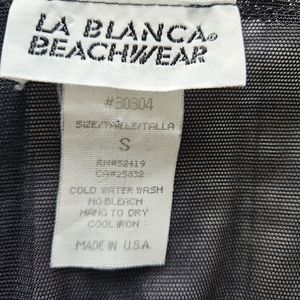 LA BLANCA®
BEACHWEAR
#30304
SIZE/TAILLE/TALLA
S
RN#52419
CA#25832
COLD WATER WASH
NO BLEACH
HANG TO DRY
COOL IRON
MADE IN U.S.A.